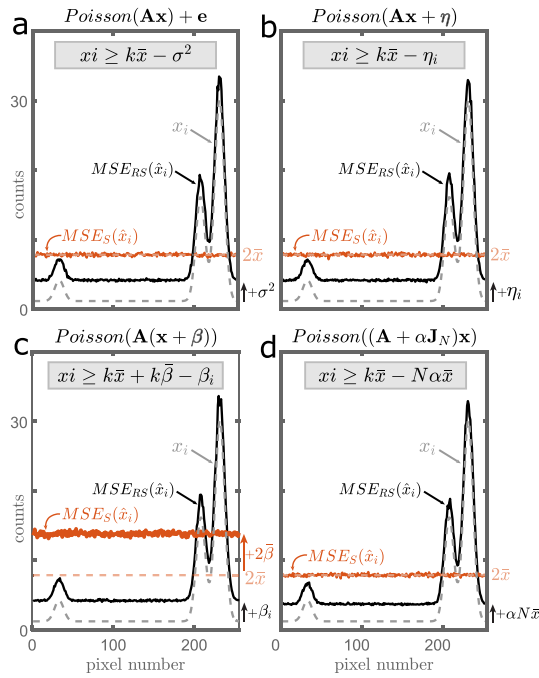 a
Poisson(Ax) + e
xi ≥ kx̄ − σ²
30
x_i
MSE_RS(x̂_i)
counts
MSE_S(x̂_i)
2x̄
+σ²
0
b
Poisson(Ax + η)
xi ≥ kx̄ − η_i
x_i
MSE_RS(x̂_i)
MSE_S(x̂_i)
2x̄
+η_i
c
Poisson(A(x + β))
xi ≥ kx̄ + kβ̄ − β_i
30
x_i
MSE_RS(x̂_i)
counts
MSE_S(x̂_i)
+2β̄
2x̄
+β_i
0
0 100 200
pixel number
d
Poisson((A + αJ_N)x)
xi ≥ kx̄ − Nαx̄
x_i
MSE_RS(x̂_i)
MSE_S(x̂_i)
2x̄
+αNx̄
0 100 200
pixel number